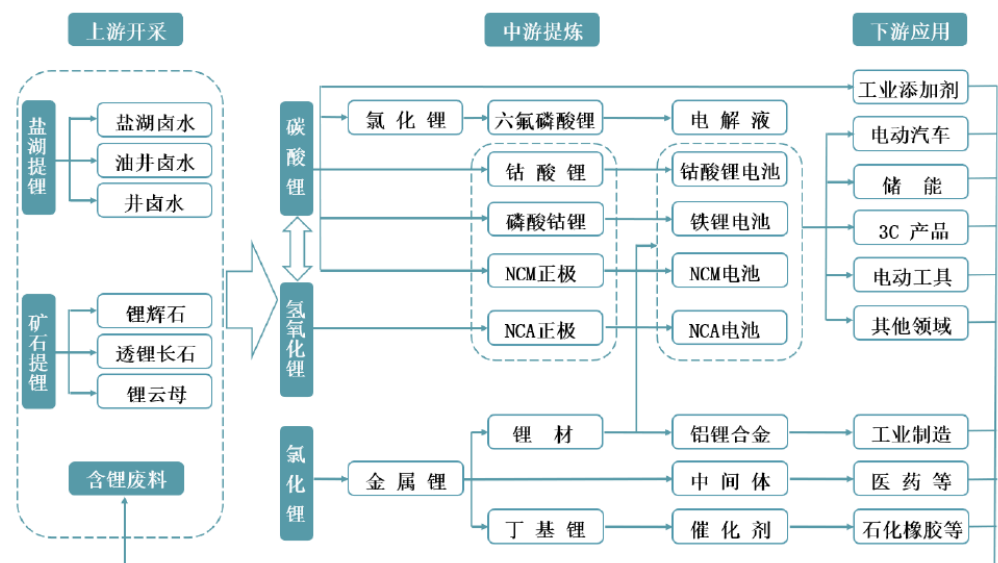 上游开采
中游提炼
下游应用
盐湖提锂
盐湖卤水
油井卤水
井卤水
矿石提锂
锂辉石
透锂长石
锂云母
含锂废料
碳酸锂
氢氧化锂
氯化锂
氯化锂
六氟磷酸锂
电解液
钴酸锂
钴酸锂电池
磷酸钴锂
铁锂电池
NCM正极
NCM电池
NCA正极
NCA电池
金属锂
锂材
铝锂合金
中间体
丁基锂
催化剂
工业添加剂
电动汽车
储能
3C 产品
电动工具
其他领域
工业制造
医药等
石化橡胶等